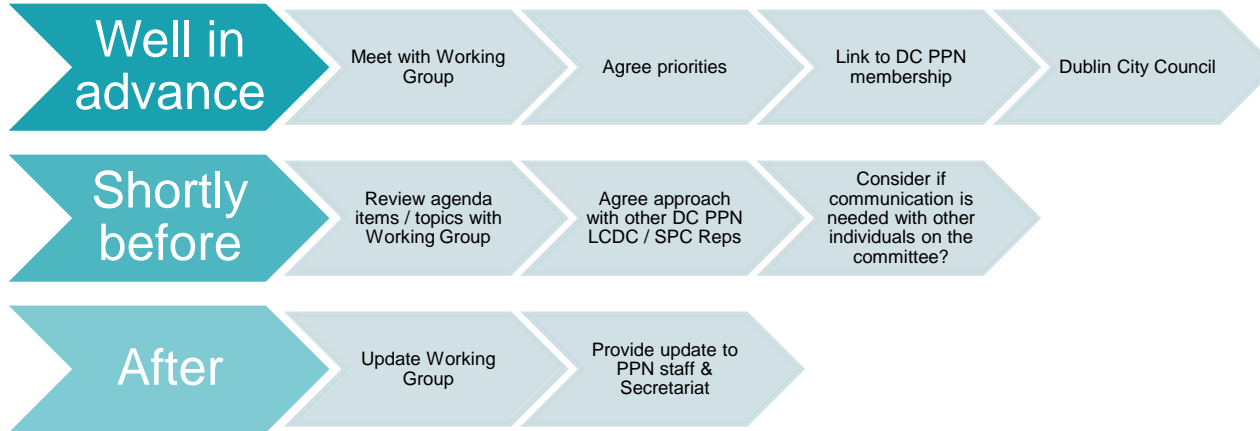 Well in
advance
Meet with Working
Group
Agree priorities
Link to DC PPN
membership
Dublin City Council
Shortly
before
Review agenda
items / topics with
Working Group
Agree approach
with other DC PPN
LCDC / SPC Reps
Consider if
communication is
needed with other
individuals on the
committee?
After
Update Working
Group
Provide update to
PPN staff &
Secretariat